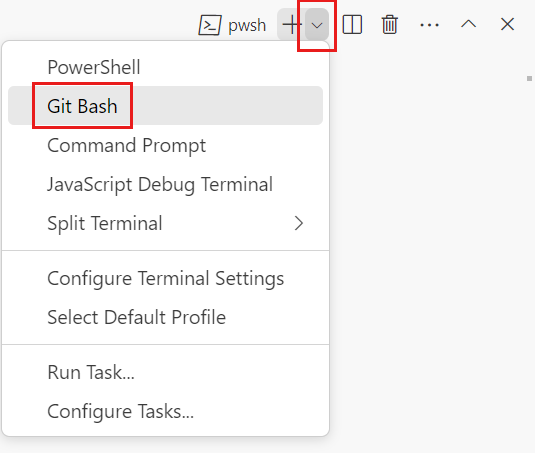 pwsh
PowerShell
Git Bash
Command Prompt
JavaScript Debug Terminal
Split Terminal
Configure Terminal Settings
Select Default Profile
Run Task...
Configure Tasks...